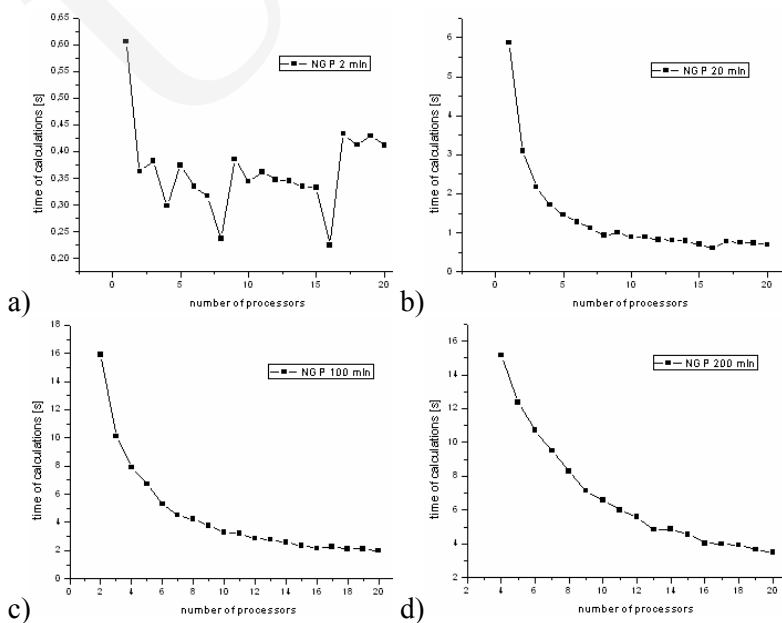 0,65
0,60
0,55
0,50
0,45
0,40
0,35
0,30
0,25
0,20
time of calculations [s]
NG P 2 mln
0 5 10 15 20
number of processors
a)
6
5
4
3
2
1
0
time of calculations [s]
NG P 20 mln
0 5 10 15 20
number of processors
b)
18
16
14
12
10
8
6
4
2
0
time of calculations [s]
NG P 100 mln
0 2 4 6 8 10 12 14 16 18 20
number of processors
c)
16
14
12
10
8
6
4
2
time of calculations [s]
NG P 200 mln
2 4 6 8 10 12 14 16 18 20
number of processors
d)